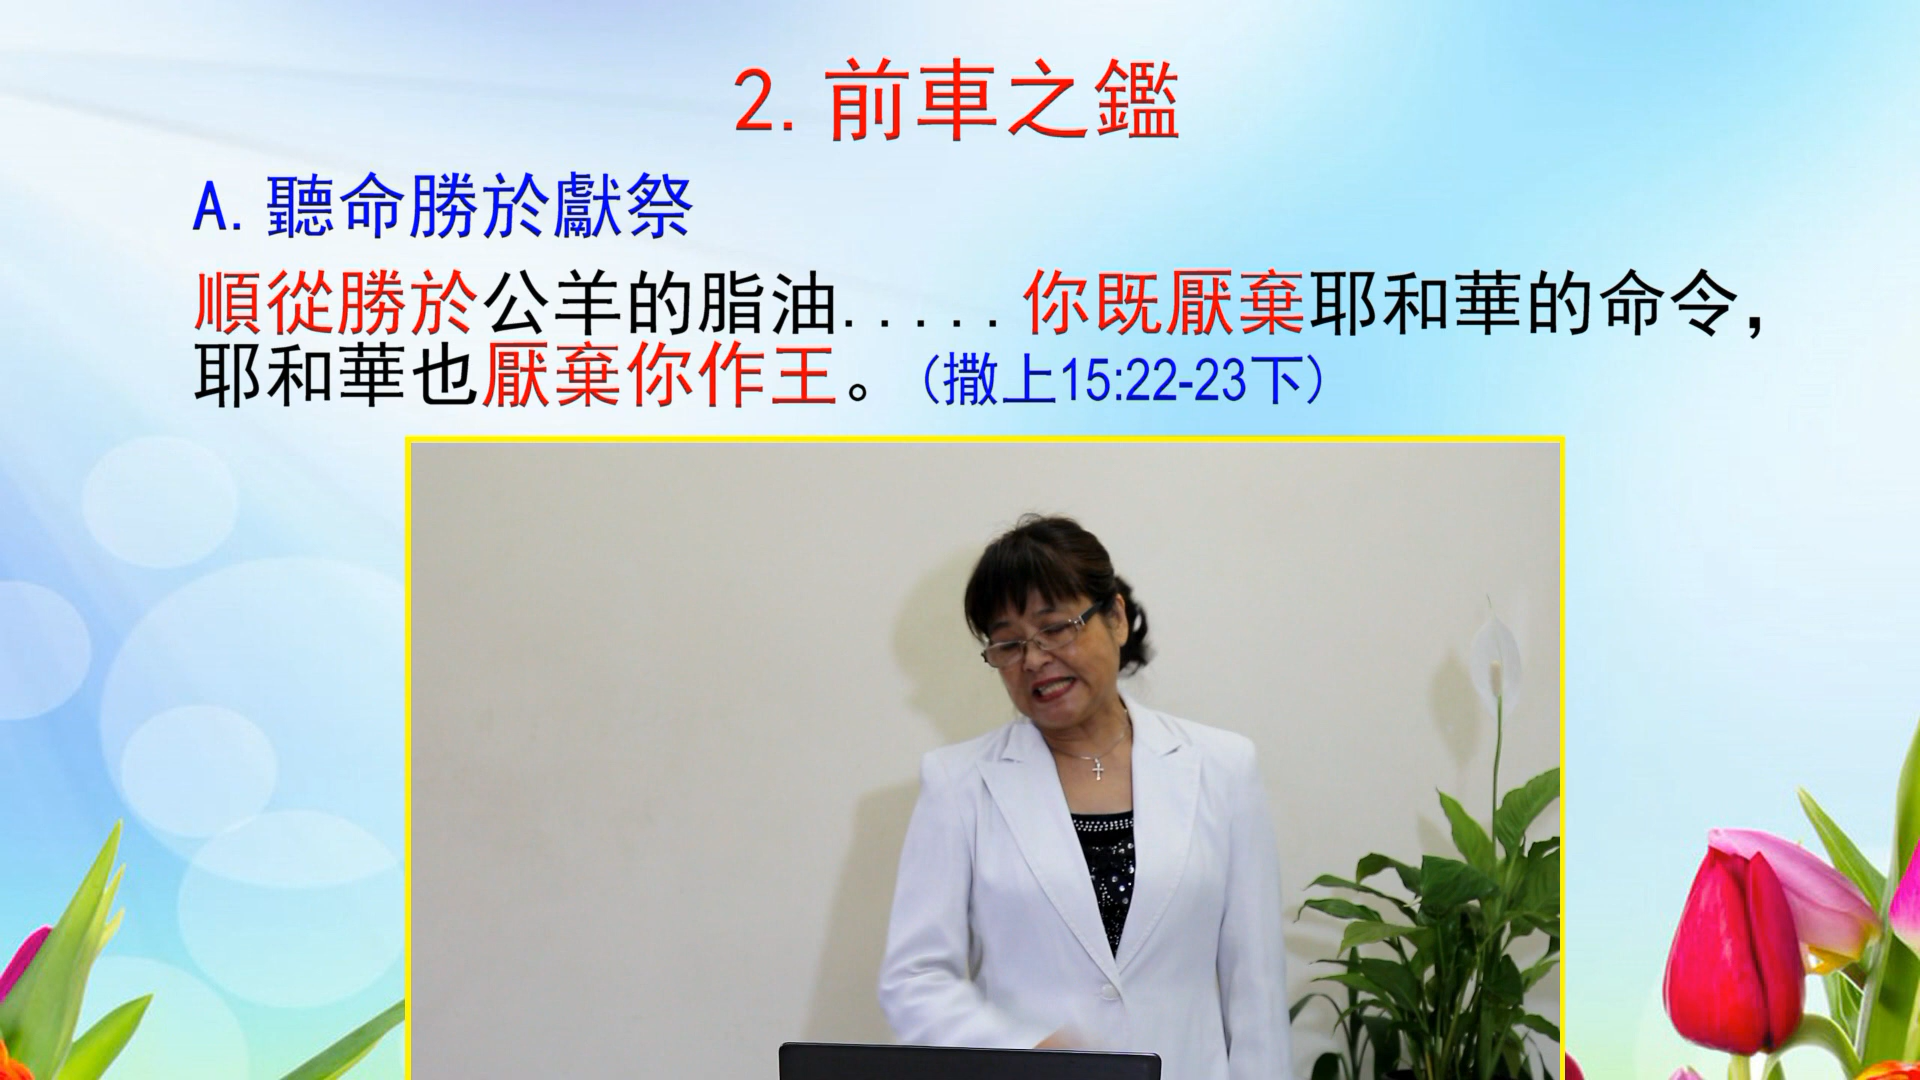 2.前車之鑑
A.聽命勝於獻祭
順從勝於公羊的脂油.....你既厭棄耶和華的命令，
耶和華也厭棄你作王。(撒上15:22-23下)